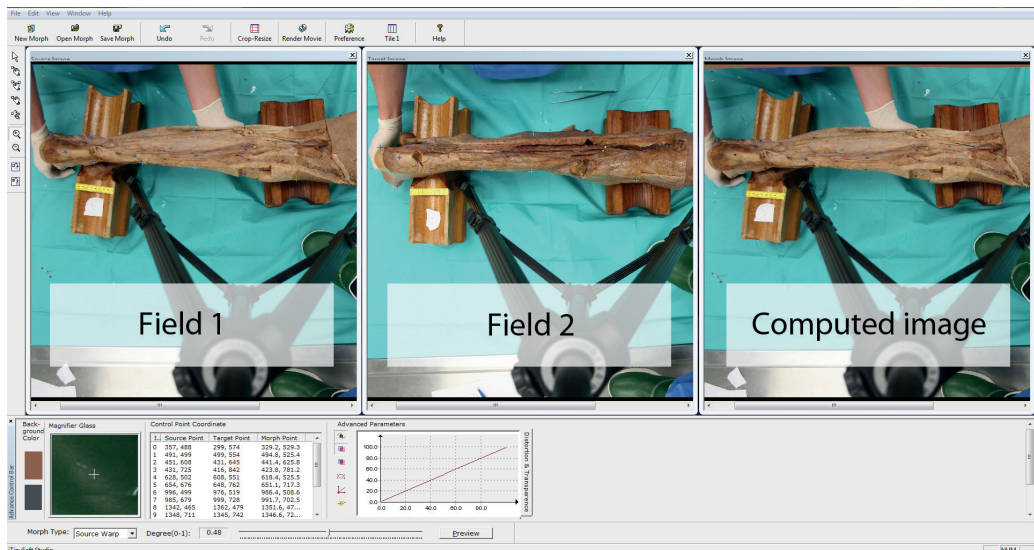 File Edit View Window Help
New Morph Open Morph Save Morph Undo Redo Crop-Resize Render Movie Preference Tile 1 Help
Source Image
Target Image
Morph Image
Field 1
Field 2
Computed image
Back-
ground
Color
Magnifier Glass
Control Point Coordinate
I... Source Point Target Point Morph Point
0 357, 488 299, 574 329.2, 529.3
1 491, 499 499, 554 494.8, 525.4
2 451, 608 431, 645 441.4, 625.8
3 431, 725 416, 842 423.8, 781.2
4 628, 502 608, 551 618.4, 525.5
5 654, 676 648, 762 651.1, 717.3
6 996, 499 976, 519 986.4, 508.6
7 985, 679 999, 728 991.7, 702.5
8 1342, 465 1362, 479 1351.6, 47...
9 1348, 711 1345, 742 1346.6, 72...
Advanced Parameters
100.0
80.0
60.0
40.0
20.0
0.0
0.0 20.0 40.0 60.0 80.0
Distortion & Transparence
Advance Control Bar
Morph Type: Source Warp Degree(0-1): 0.48 Preview
NUM